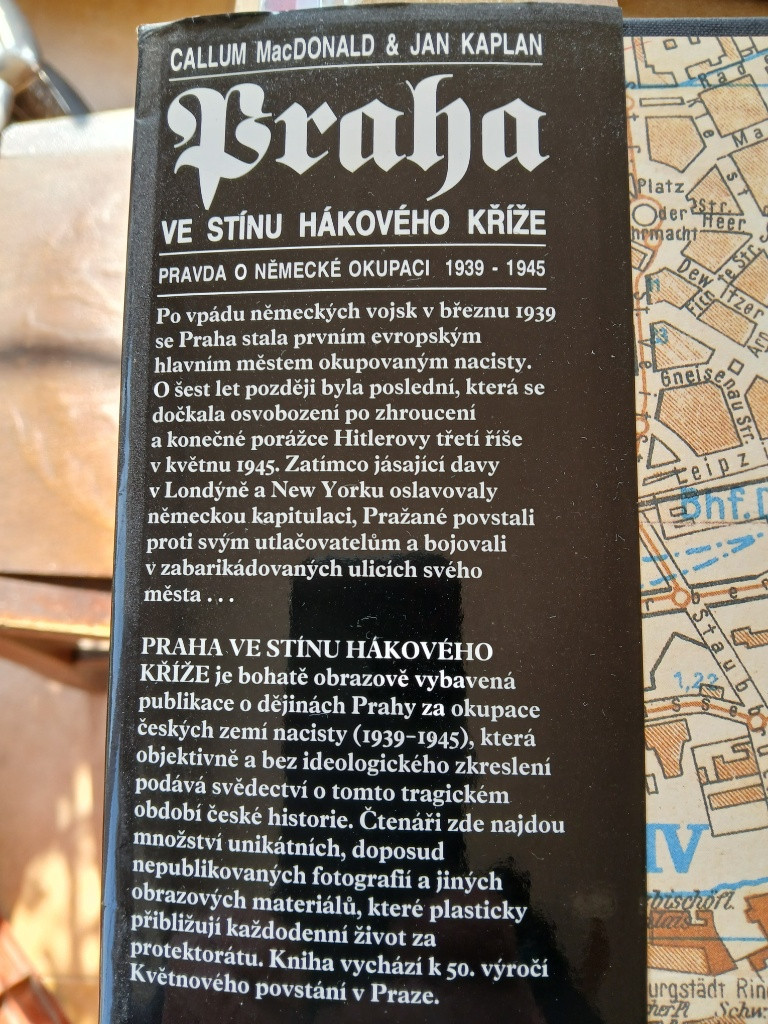 CALLUM MacDONALD & JAN KAPLAN
Praha
VE STÍNU HÁKOVÉHO KŘÍŽE
PRAVDA O NĚMECKÉ OKUPACI 1939 - 1945
Po vpádu německých vojsk v březnu 1939
se Praha stala prvním evropským
hlavním městem okupovaným nacisty.
O šest let později byla poslední, která se
dočkala osvobození po zhroucení
a konečné porážce Hitlerovy třetí říše
v květnu 1945. Zatímco jásající davy
v Londýně a New Yorku oslavovaly
německou kapitulaci, Pražané povstali
proti svým utlačovatelům a bojovali
v zabarikádovaných ulicích svého
města . . .
PRAHA VE STÍNU HÁKOVÉHO
KŘÍŽE je bohatě obrazově vybavená
publikace o dějinách Prahy za okupace
českých zemí nacisty (1939–1945), která
objektivně a bez ideologického zkreslení
podává svědectví o tomto tragickém
období české historie. Čtenáři zde najdou
množství unikátních, doposud
nepublikovaných fotografií a jiných
obrazových materiálů, které plasticky
přibližují každodenní život za
protektorátu. Kniha vychází k 50. výročí
Květnového povstání v Praze.
Platz
der
Str.
Heer
Gneisenau Str.
Leipz
Bhf.
IV